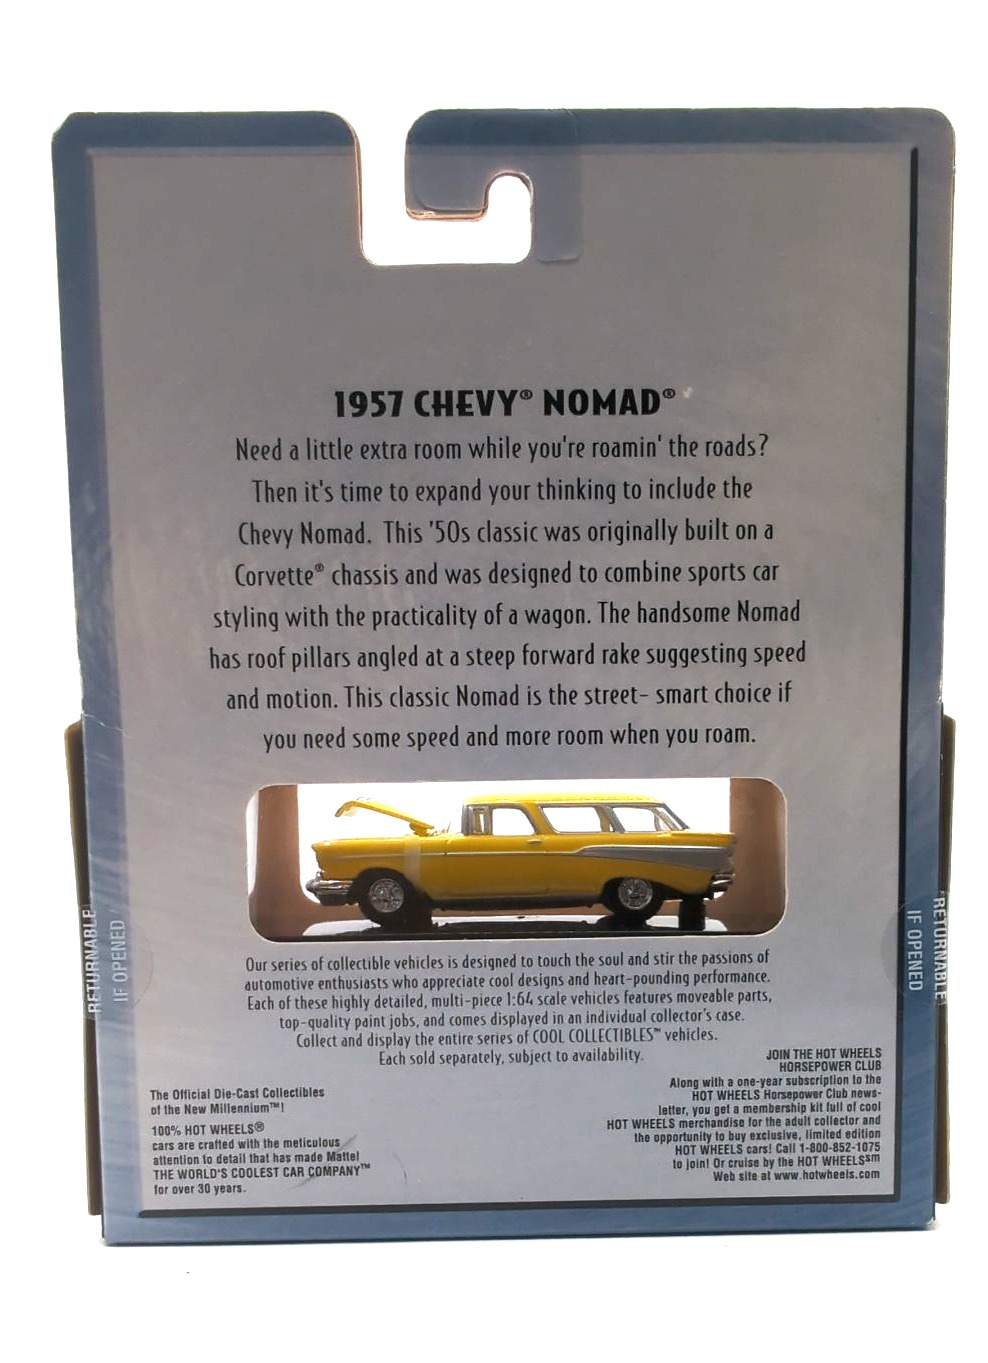 1957 CHEVY® NOMAD®
Need a little extra room while you're roamin' the roads?
Then it's time to expand your thinking to include the
Chevy Nomad. This '50s classic was originally built on a
Corvette® chassis and was designed to combine sports car
styling with the practicality of a wagon. The handsome Nomad
has roof pillars angled at a steep forward rake suggesting speed
and motion. This classic Nomad is the street- smart choice if
you need some speed and more room when you roam.
RETURNABLE
IF OPENED
RETURNABLE
IF OPENED
Our series of collectible vehicles is designed to touch the soul and stir the passions of
automotive enthusiasts who appreciate cool designs and heart-pounding performance.
Each of these highly detailed, multi-piece 1:64 scale vehicles features moveable parts,
top-quality paint jobs, and comes displayed in an individual collector's case.
Collect and display the entire series of COOL COLLECTIBLES™ vehicles.
Each sold separately, subject to availability.
The Official Die-Cast Collectibles
of the New Millennium™!
100% HOT WHEELS®
cars are crafted with the meticulous
attention to detail that has made Mattel
THE WORLD'S COOLEST CAR COMPANY™
for over 30 years.
JOIN THE HOT WHEELS
HORSEPOWER CLUB
Along with a one-year subscription to the
HOT WHEELS Horsepower Club news-
letter, you get a membership kit full of cool
HOT WHEELS merchandise for the adult collector and
the opportunity to buy exclusive, limited edition
HOT WHEELS cars! Call 1-800-852-1075
to join! Or cruise by the HOT WHEELS℠
Web site at www.hotwheels.com